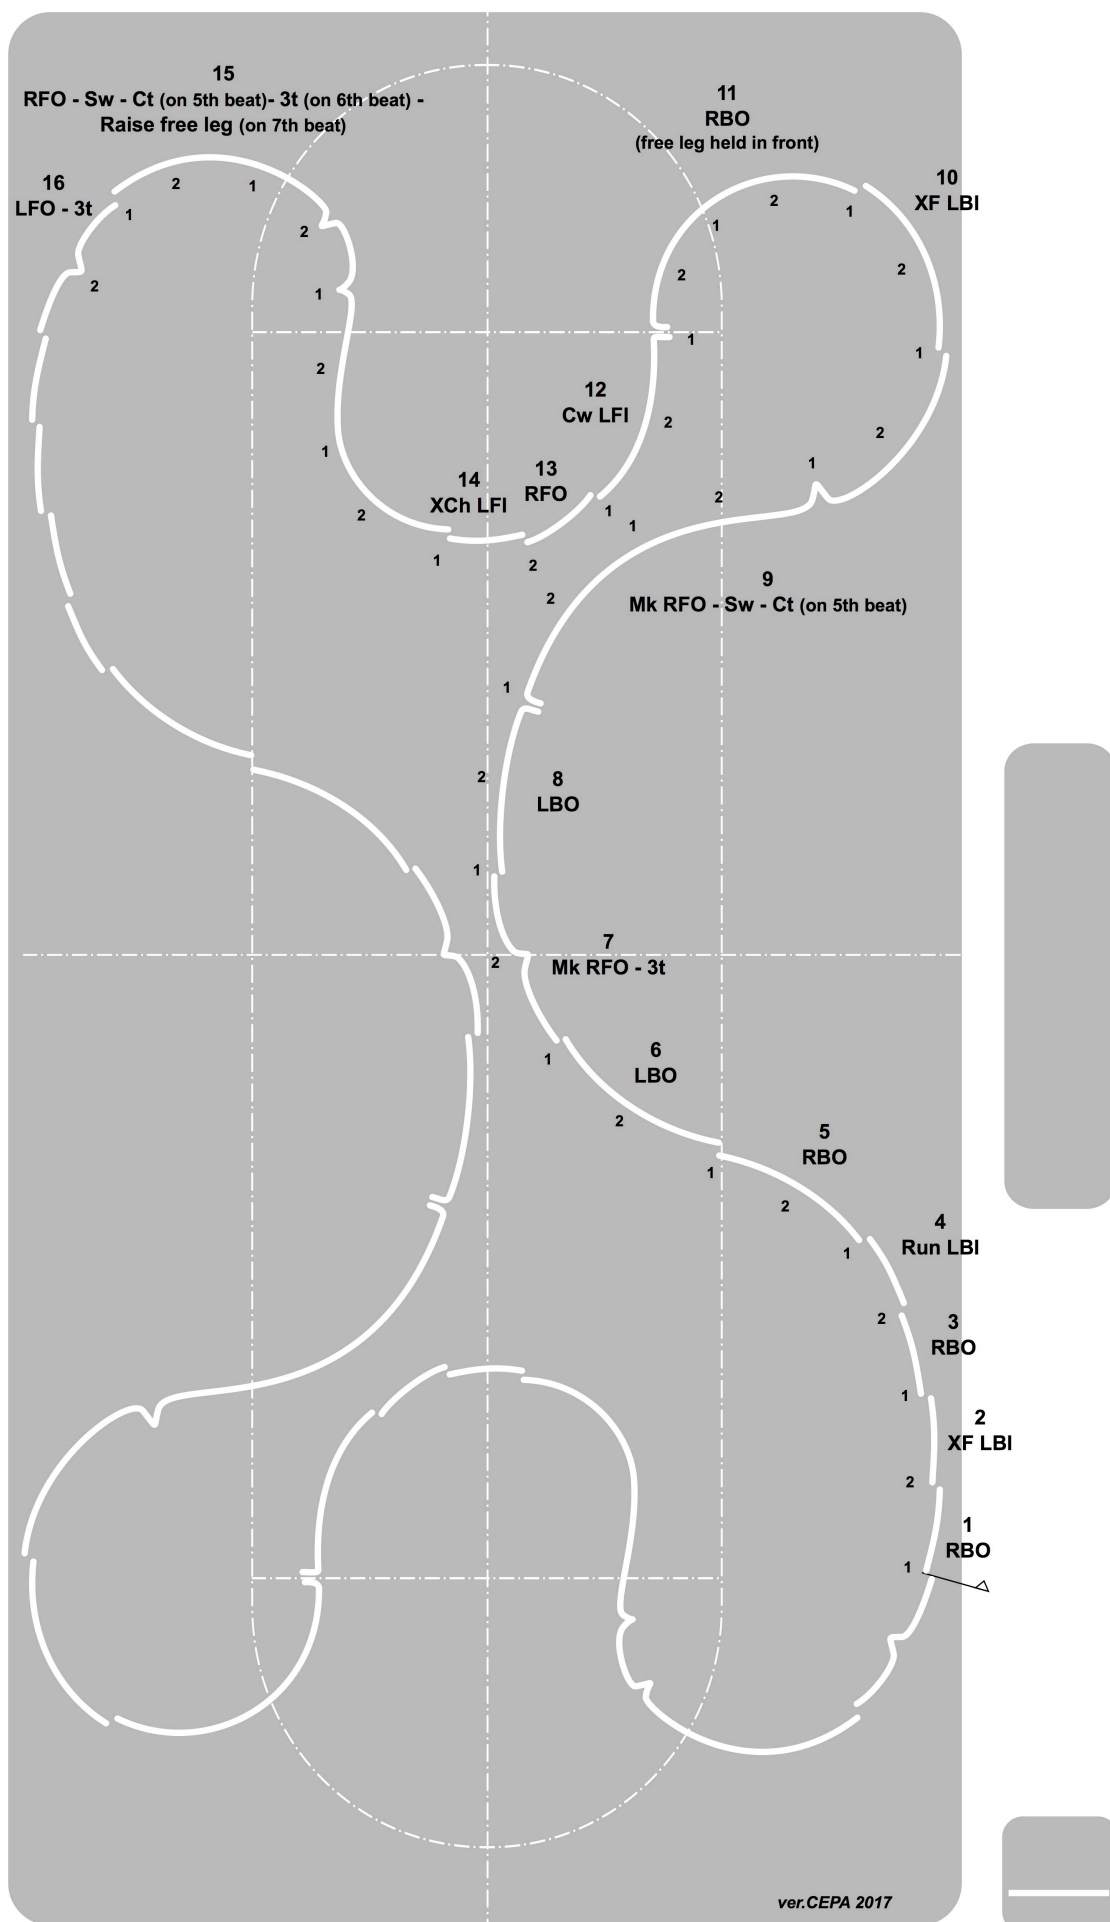 15
RFO - Sw - Ct (on 5th beat)- 3t (on 6th beat) -
Raise free leg (on 7th beat)
11
RBO
(free leg held in front)
16
LFO - 3t
2
1
1
2
2
10
XF LBI
2
1
1
2
2
1
1
2
1
2
12
Cw LFI
2
1
14
XCh LFI
13
RFO
2
1
2
1
2
1
1
2
2
9
Mk RFO - Sw - Ct (on 5th beat)
1
2
8
LBO
1
7
Mk RFO - 3t
2
6
LBO
1
2
5
RBO
1
2
4
Run LBI
1
2
3
RBO
1
2
XF LBI
2
1
RBO
1
ver.CEPA 2017